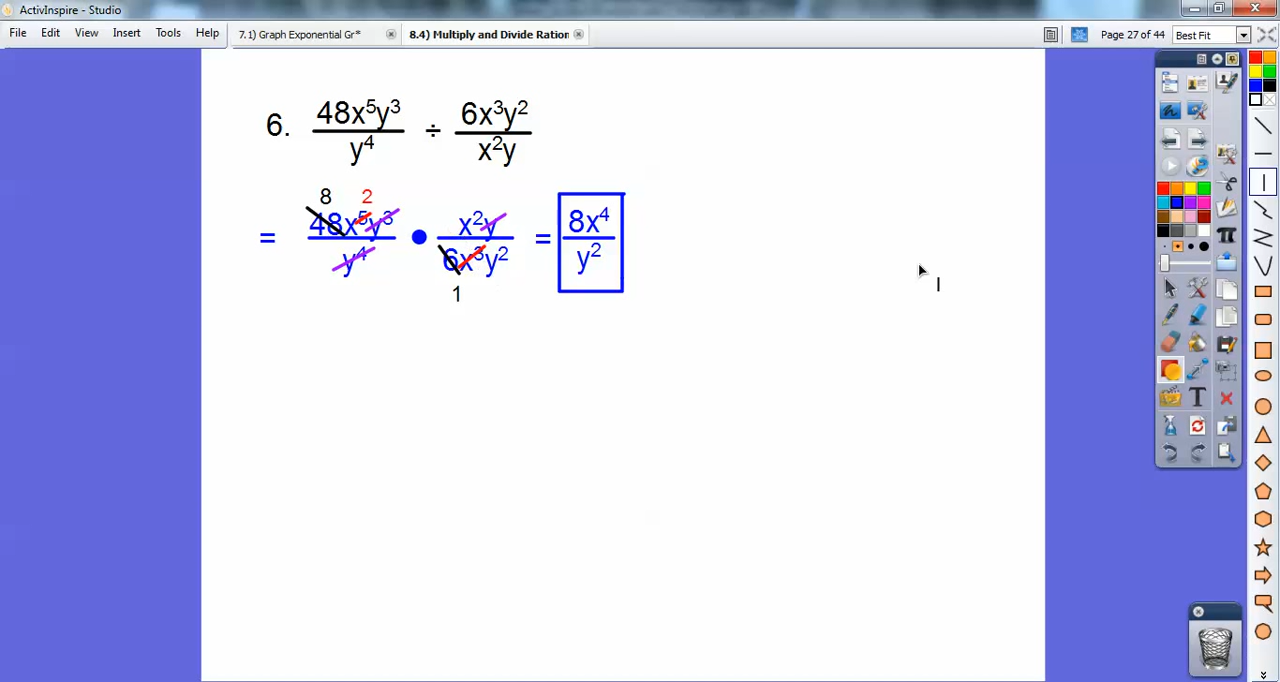 ActivInspire - Studio
File Edit View Insert Tools Help
7.1) Graph Exponential Gr*
8.4) Multiply and Divide Ration
Page 27 of 44
Best Fit
6. 48x⁵y³/y⁴ ÷ 6x³y²/x²y
8 2
= 48x⁵y³/y⁴ • x²y/6x³y² = 8x⁴/y²
1
T